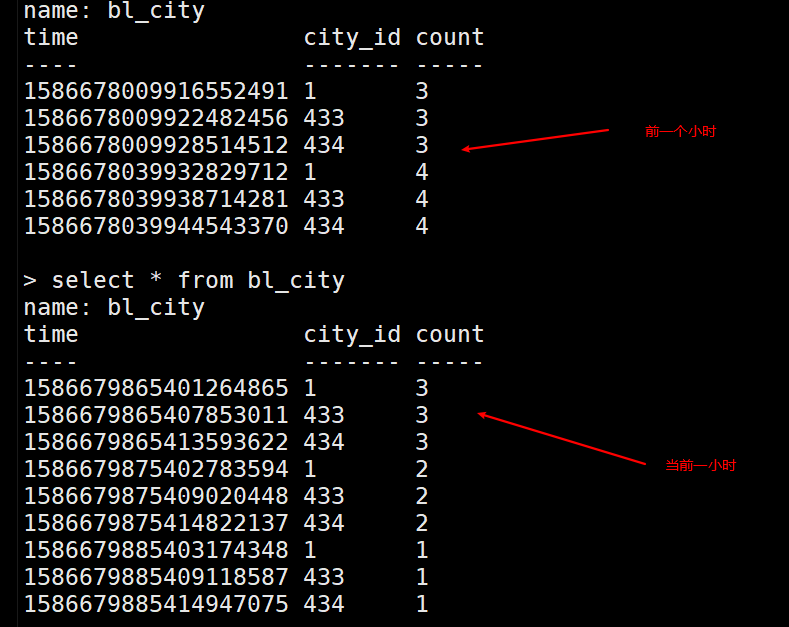 name: bl_city
time                city_id count
----                ------- -----
1586678009916552491 1       3
1586678009922482456 433     3
1586678009928514512 434     3
前一个小时
1586678039932829712 1       4
1586678039938714281 433     4
1586678039944543370 434     4
> select * from bl_city
name: bl_city
time                city_id count
----                ------- -----
1586679865401264865 1       3
1586679865407853011 433     3
1586679865413593622 434     3
当前一小时
1586679875402783594 1       2
1586679875409020448 433     2
1586679875414822137 434     2
1586679885403174348 1       1
1586679885409118587 433     1
1586679885414947075 434     1